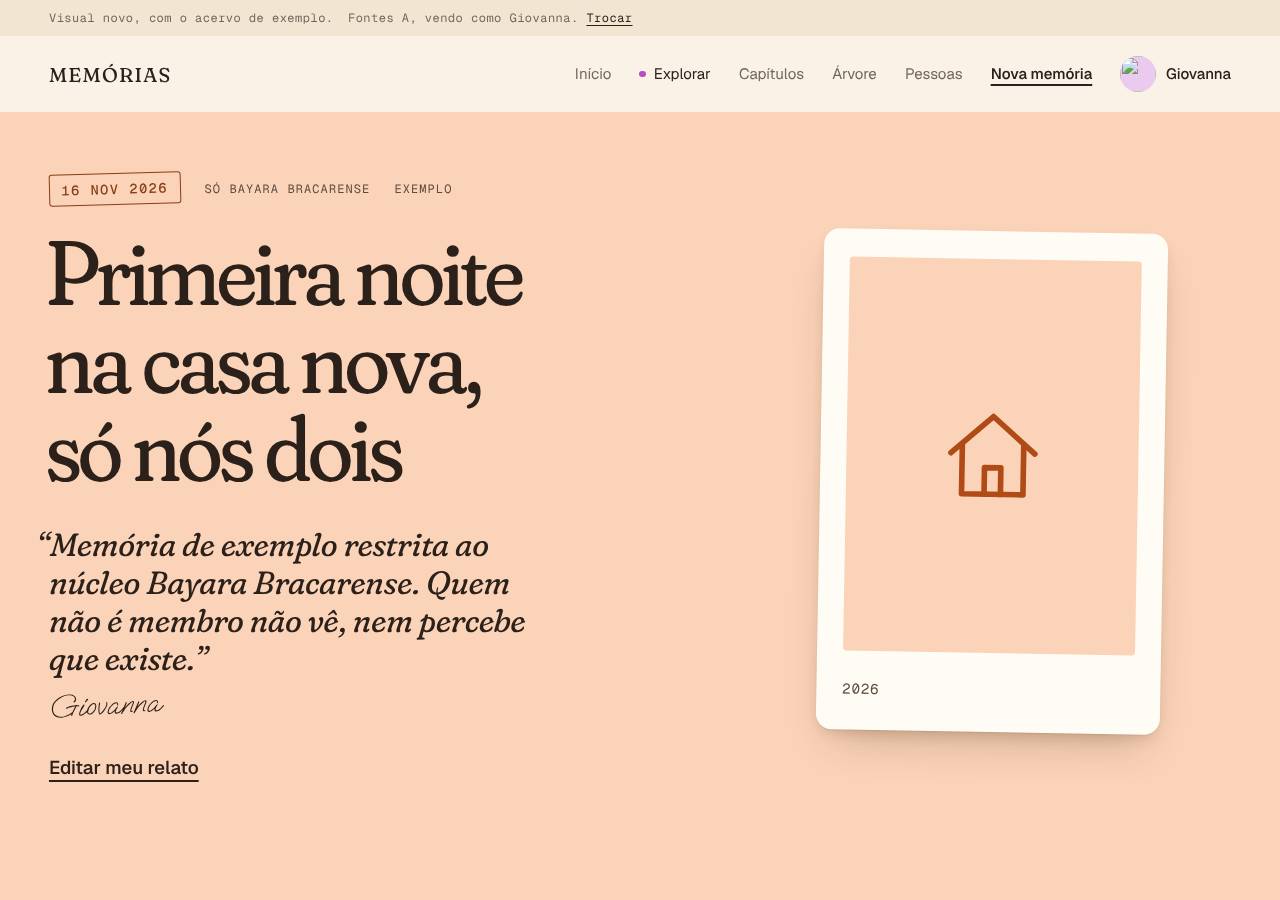 Visual novo, com o acervo de exemplo. Fontes A, vendo como Giovanna. Trocar
MEMÓRIAS
Início
Explorar
Capítulos
Árvore
Pessoas
Nova memória
Giovanna
16 NOV 2026
SÓ BAYARA BRACARENSE
EXEMPLO
Primeira noite
na casa nova,
só nós dois
“Memória de exemplo restrita ao
núcleo Bayara Bracarense. Quem
não é membro não vê, nem percebe
que existe.”
Giovanna
Editar meu relato
2026